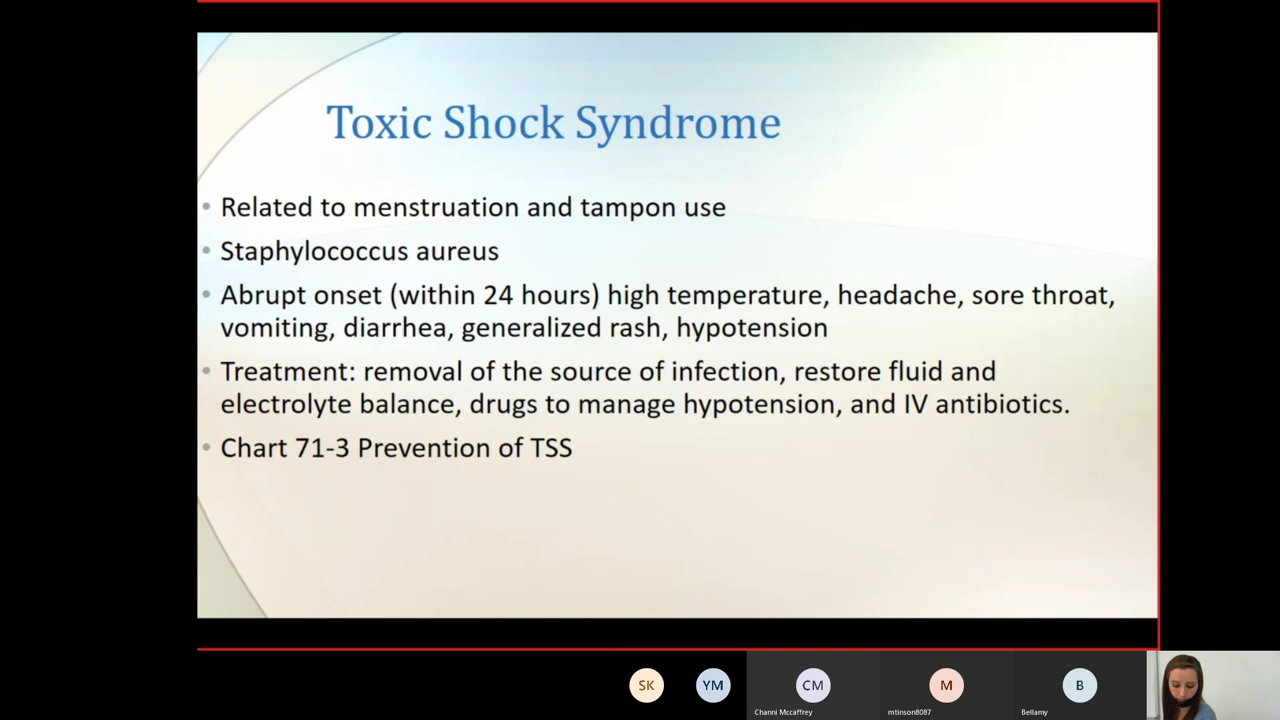 Toxic Shock Syndrome
• Related to menstruation and tampon use
• Staphylococcus aureus
• Abrupt onset (within 24 hours) high temperature, headache, sore throat,
vomiting, diarrhea, generalized rash, hypotension
• Treatment: removal of the source of infection, restore fluid and
electrolyte balance, drugs to manage hypotension, and IV antibiotics.
• Chart 71-3 Prevention of TSS
SK
YM
CM
M
B
Channi Mccaffrey
mtinson8087
Bellamy